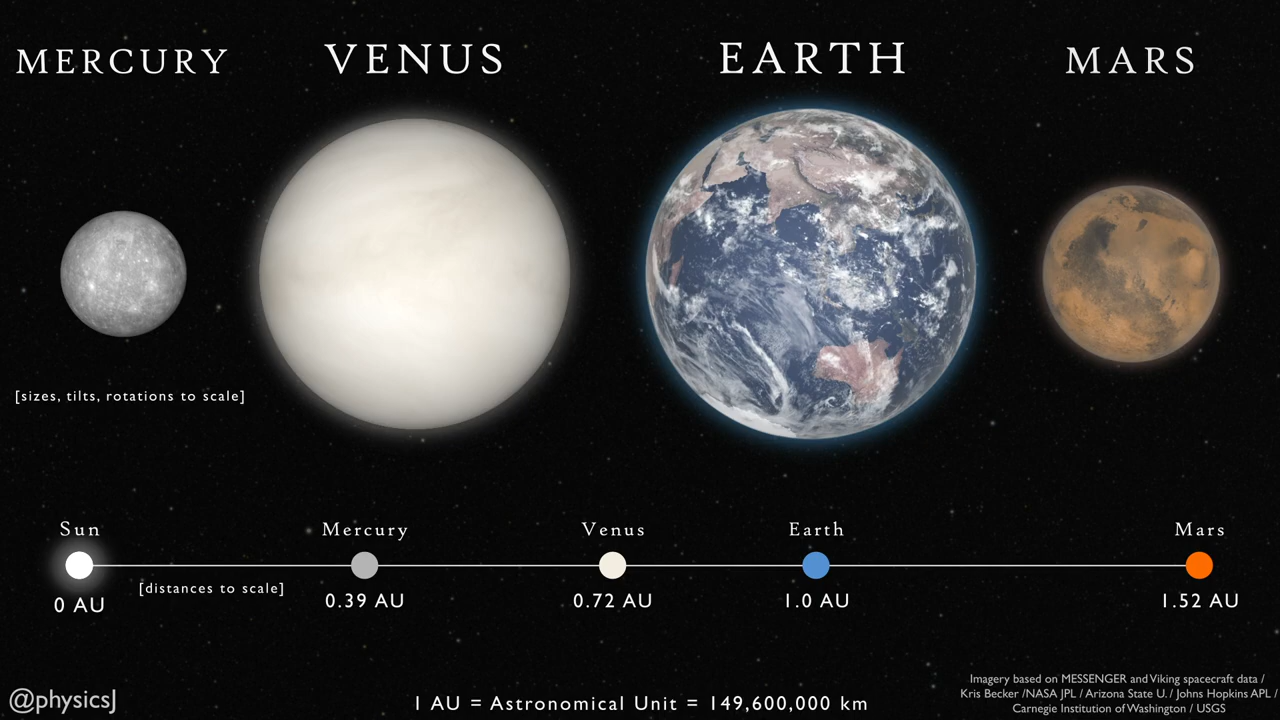 MERCURY
VENUS
EARTH
MARS
[sizes, tilts, rotations to scale]
Sun
Mercury
Venus
Earth
Mars
[distances to scale]
0 AU
0.39 AU
0.72 AU
1.0 AU
1.52 AU
@physicsJ
1 AU = Astronomical Unit = 149,600,000 km
Imagery based on MESSENGER and Viking spacecraft data /
Kris Becker /NASA JPL / Arizona State U. / Johns Hopkins APL /
Carnegie Institution of Washington / USGS